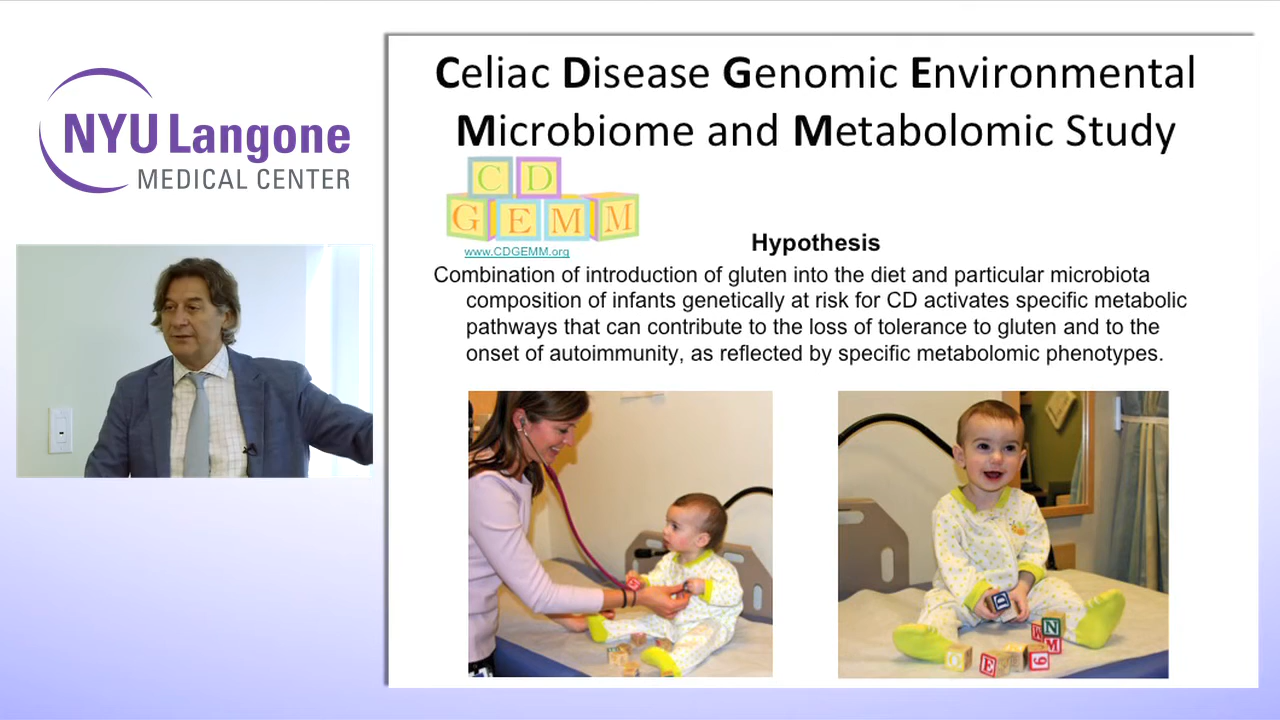 NYU Langone
MEDICAL CENTER
Celiac Disease Genomic Environmental
Microbiome and Metabolomic Study
C D
G E M M
www.CDGEMM.org
Hypothesis
Combination of introduction of gluten into the diet and particular microbiota
composition of infants genetically at risk for CD activates specific metabolic
pathways that can contribute to the loss of tolerance to gluten and to the
onset of autoimmunity, as reflected by specific metabolomic phenotypes.
E
D
N
M
E